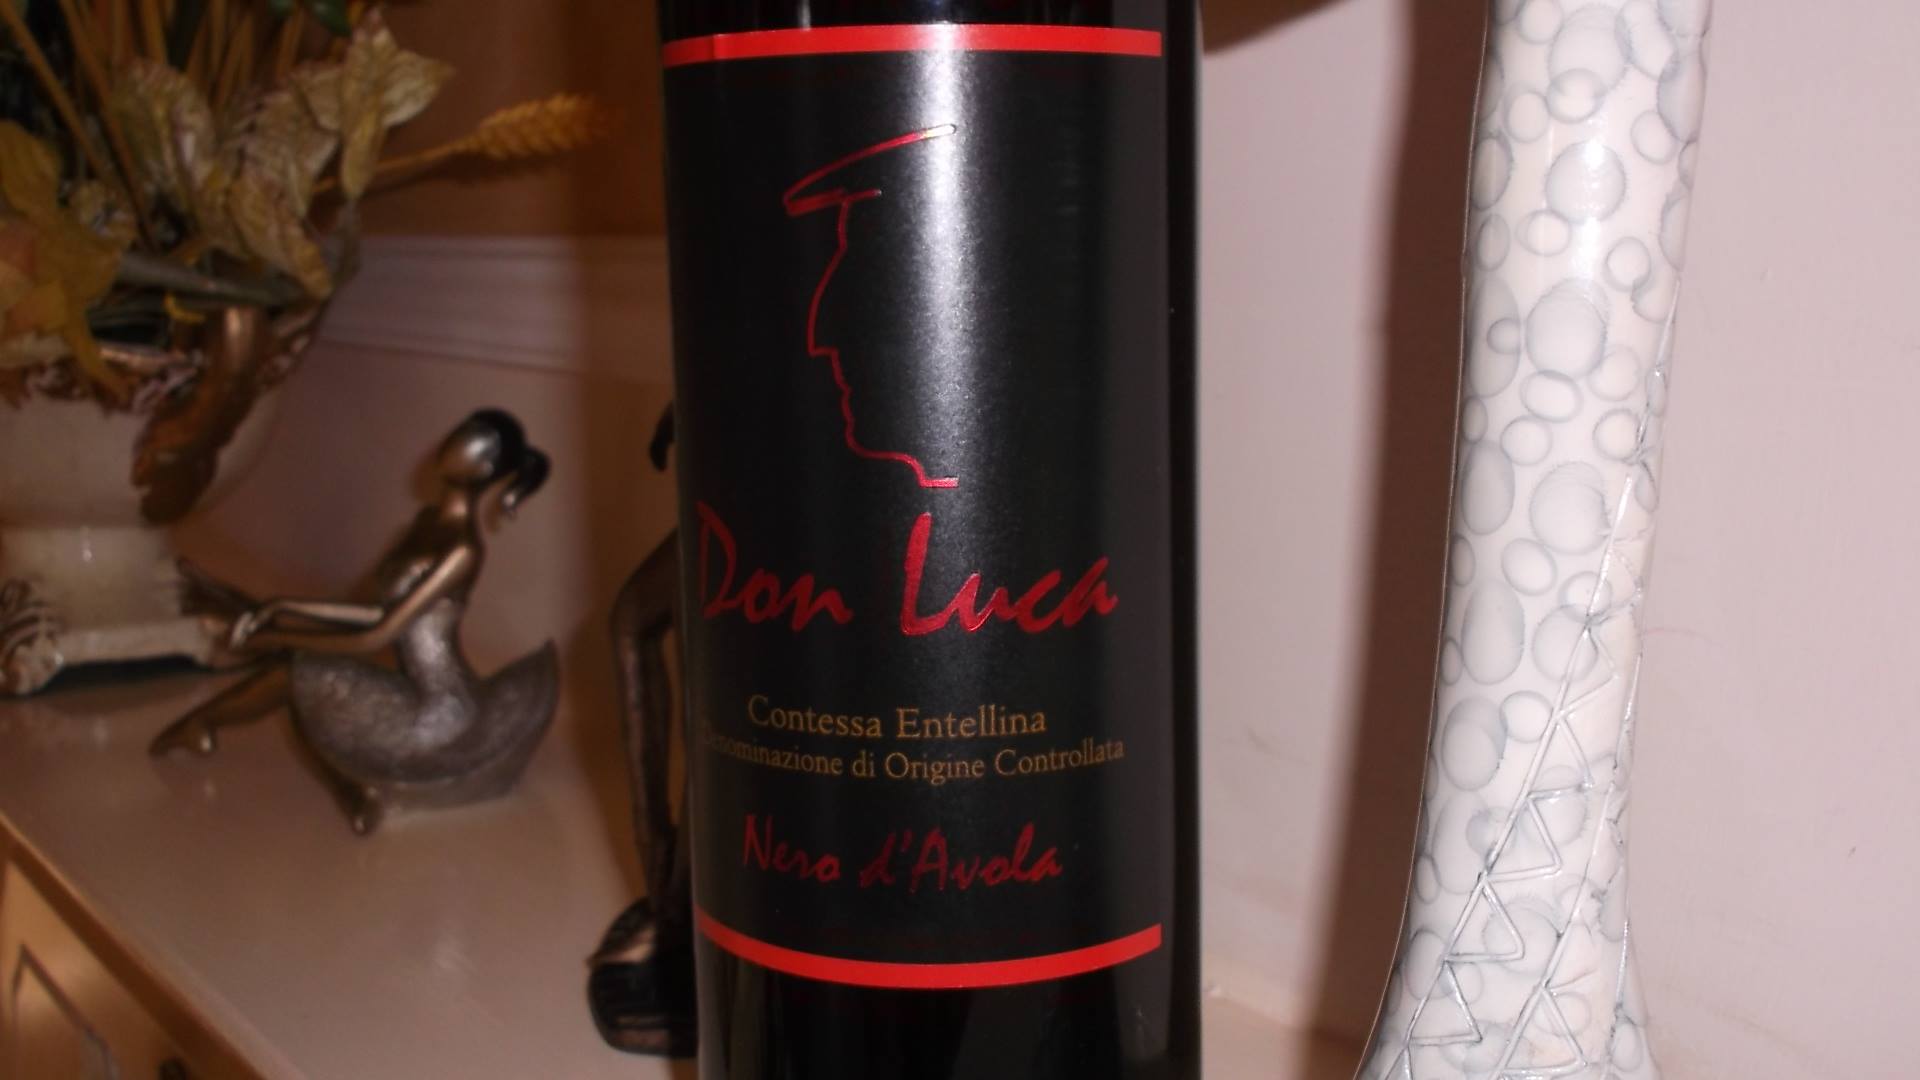 Don Luca
Contessa Entellina
Denominazione di Origine Controllata
Nero d'Avola